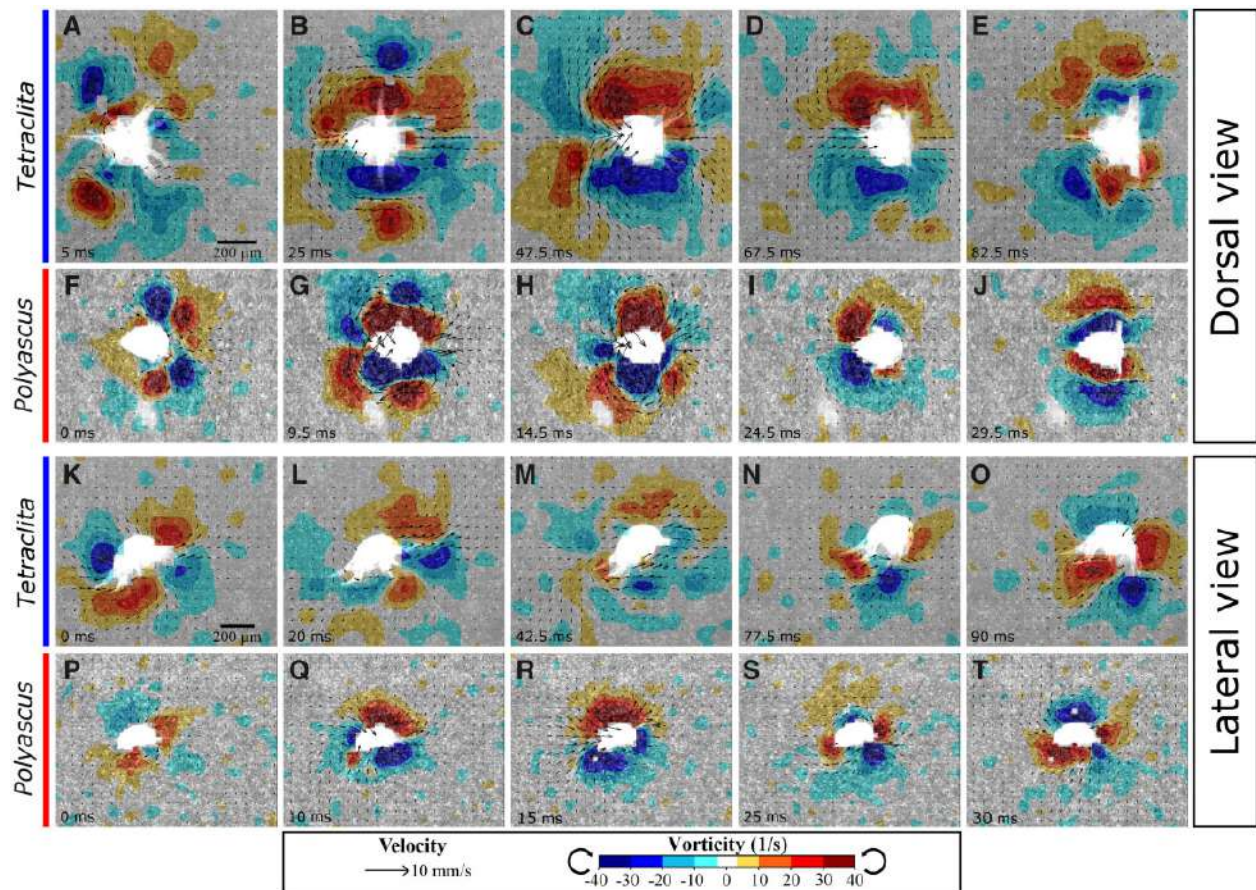 A B C D E
Tetraclita
5 ms 200 µm 25 ms 47.5 ms 67.5 ms 82.5 ms
Dorsal view
F G H I J
Polyascus
0 ms 9.5 ms 14.5 ms 24.5 ms 29.5 ms
K L M N O
Tetraclita
0 ms 200 µm 20 ms 42.5 ms 77.5 ms 90 ms
Lateral view
P Q R S T
Polyascus
0 ms 10 ms 15 ms 25 ms 30 ms
Velocity Vorticity (1/s)
10 mm/s
-40 -30 -20 -10 0 10 20 30 40